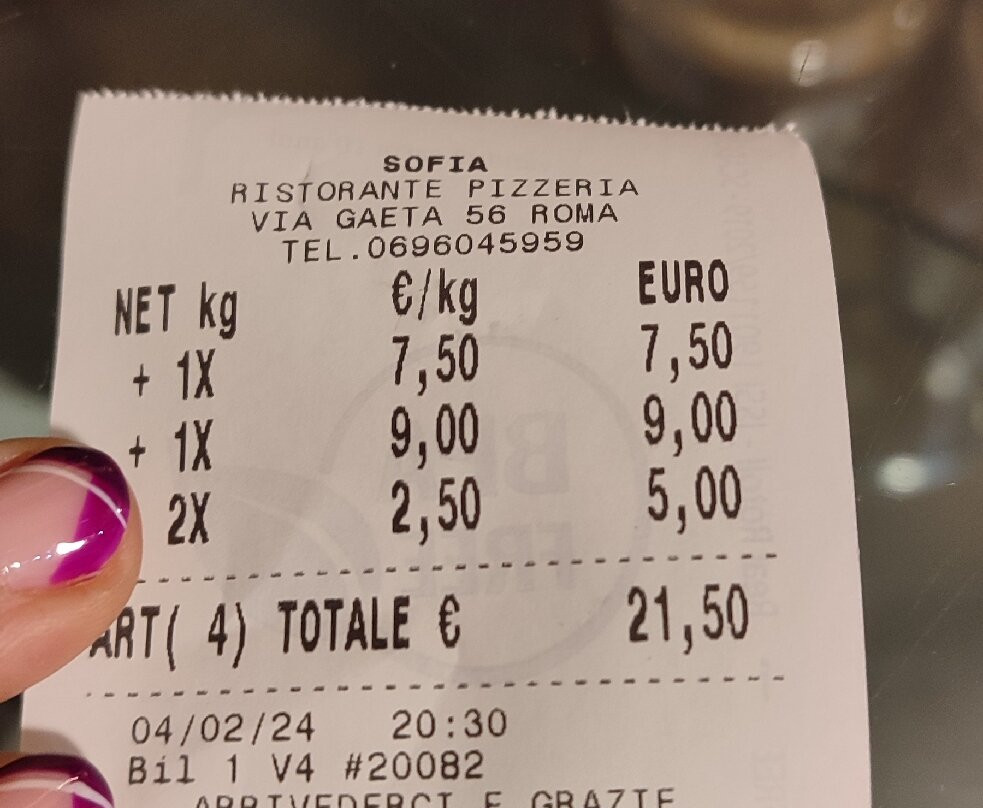 SOFIA
RISTORANTE PIZZERIA
VIA GAETA 56 ROMA
TEL.0696045959
NET kg €/kg EURO
+ 1X 7,50 7,50
+ 1X 9,00 9,00
2X 2,50 5,00
ART( 4) TOTALE € 21,50
04/02/24 20:30
Bil 1 V4 #20082
ARRIVEDERCI E GRAZIE